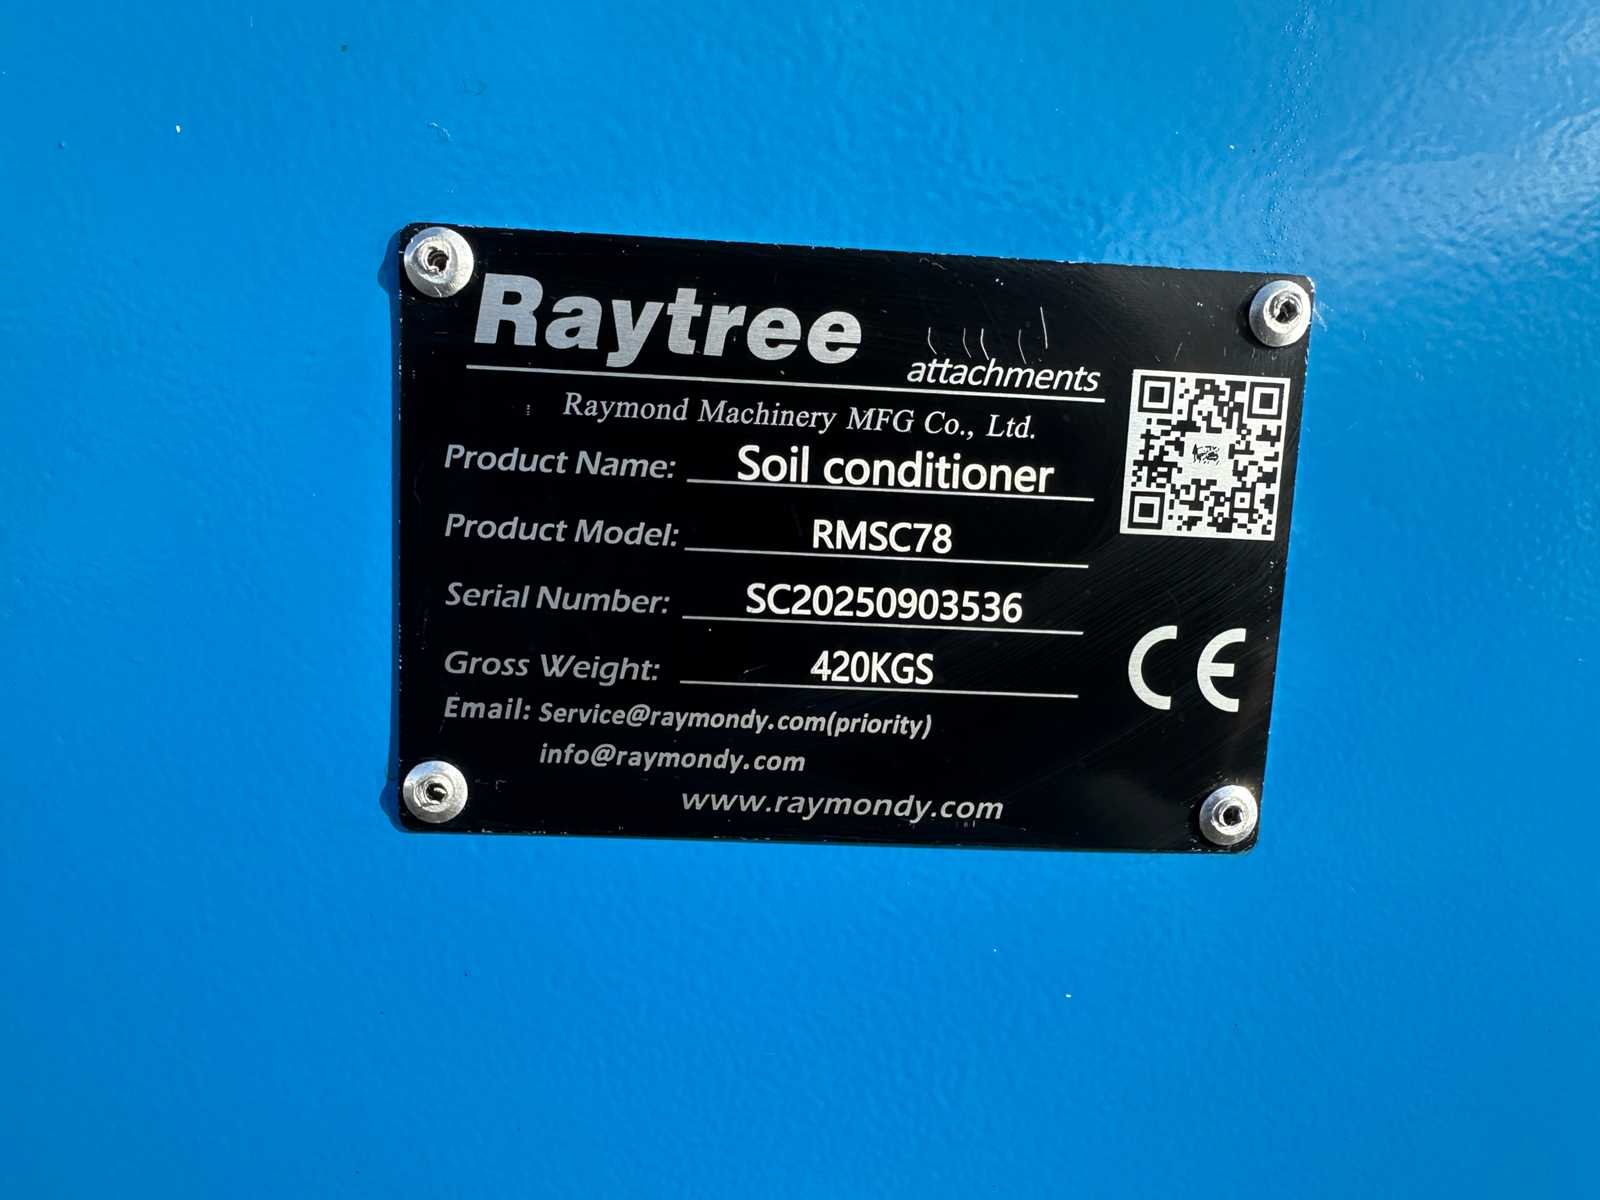 Raytree
attachments
Raymond Machinery MFG Co., Ltd.
Product Name: Soil conditioner
Product Model: RMSC78
Serial Number: SC20250903536
Gross Weight: 420KGS
Email: Service@raymondy.com(priority)
info@raymondy.com
www.raymondy.com
CE